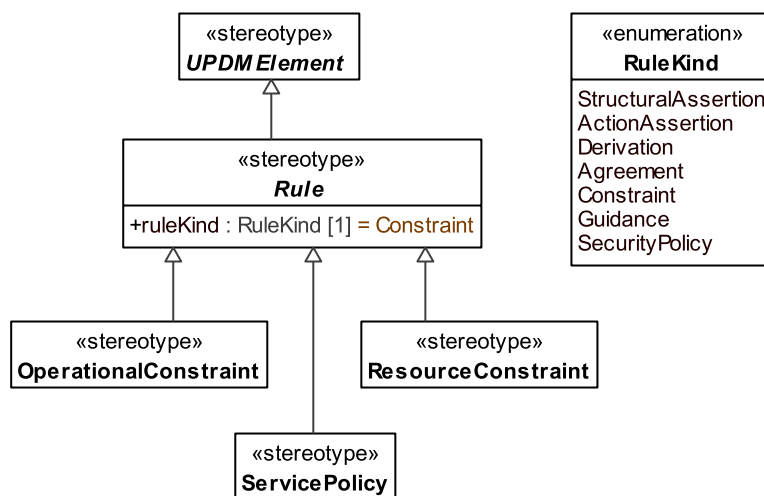 «stereotype»
UPDMElement
«enumeration»
RuleKind
StructuralAssertion
ActionAssertion
Derivation
Agreement
Constraint
Guidance
SecurityPolicy
«stereotype»
Rule
+ruleKind : RuleKind [1] = Constraint
«stereotype»
OperationalConstraint
«stereotype»
ResourceConstraint
«stereotype»
ServicePolicy